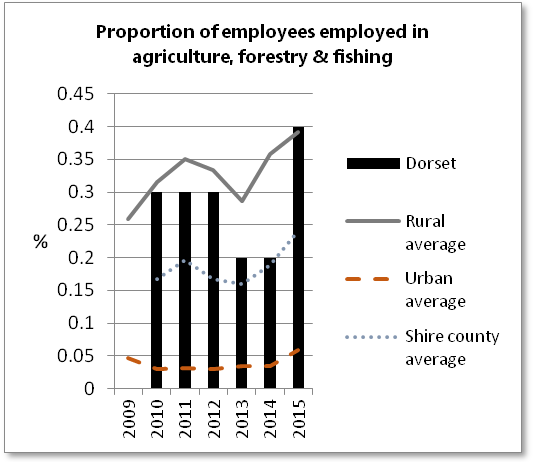 Proportion of employees employed in
agriculture, forestry & fishing
0.45
0.4
0.35
0.3
0.25
0.2
0.15
0.1
0.05
0
%
2009
2010
2011
2012
2013
2014
2015
Dorset
Rural
average
Urban
average
Shire county
average